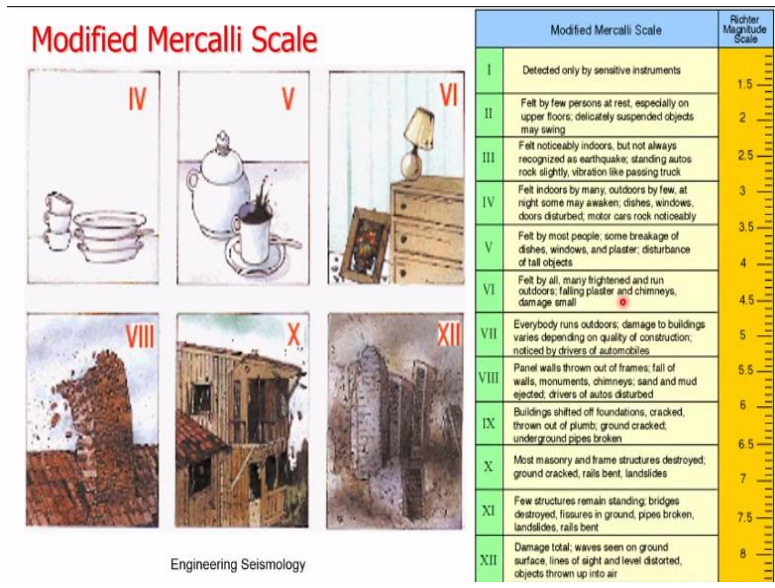 Modified Mercalli Scale
IV
V
VI
VIII
X
XII
Engineering Seismology
Modified Mercalli Scale
Richter
Magnitude
Scale
I
Detected only by sensitive instruments
II
Felt by few persons at rest, especially on
upper floors; delicately suspended objects
may swing
III
Felt noticeably indoors, but not always
recognized as earthquake; standing autos
rock slightly, vibration like passing truck
IV
Felt indoors by many, outdoors by few, at
night some may awaken; dishes, windows,
doors disturbed; motor cars rock noticeably
V
Felt by most people; some breakage of
dishes, windows, and plaster; disturbance
of tall objects
VI
Felt by all, many frightened and run
outdoors; falling plaster and chimneys,
damage small
VII
Everybody runs outdoors; damage to buildings
varies depending on quality of construction;
noticed by drivers of automobiles
VIII
Panel walls thrown out of frames; fall of
walls, monuments, chimneys; sand and mud
ejected; drivers of autos disturbed
IX
Buildings shifted off foundations, cracked,
thrown out of plumb; ground cracked;
underground pipes broken
X
Most masonry and frame structures destroyed;
ground cracked, rails bent, landslides
XI
Few structures remain standing; bridges
destroyed, fissures in ground, pipes broken,
landslides, rails bent
XII
Damage total; waves seen on ground
surface, lines of sight and level distorted,
objects thrown up into air
1.5
2
2.5
3
3.5
4
4.5
5
5.5
6
6.5
7
7.5
8